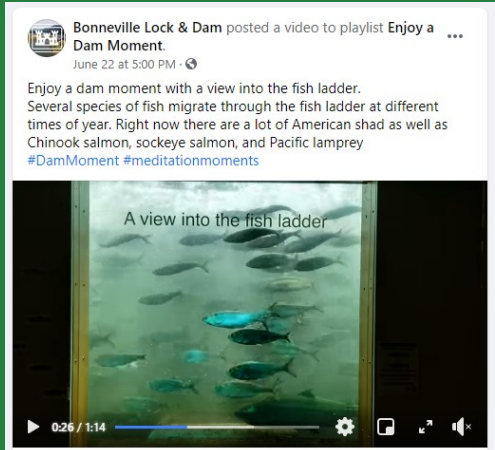 Bonneville Lock & Dam posted a video to playlist Enjoy a
Dam Moment.
June 22 at 5:00 PM ·
Enjoy a dam moment with a view into the fish ladder.
Several species of fish migrate through the fish ladder at different
times of year. Right now there are a lot of American shad as well as
Chinook salmon, sockeye salmon, and Pacific lamprey
#DamMoment #meditationmoments
A view into the fish ladder
0:26 / 1:14